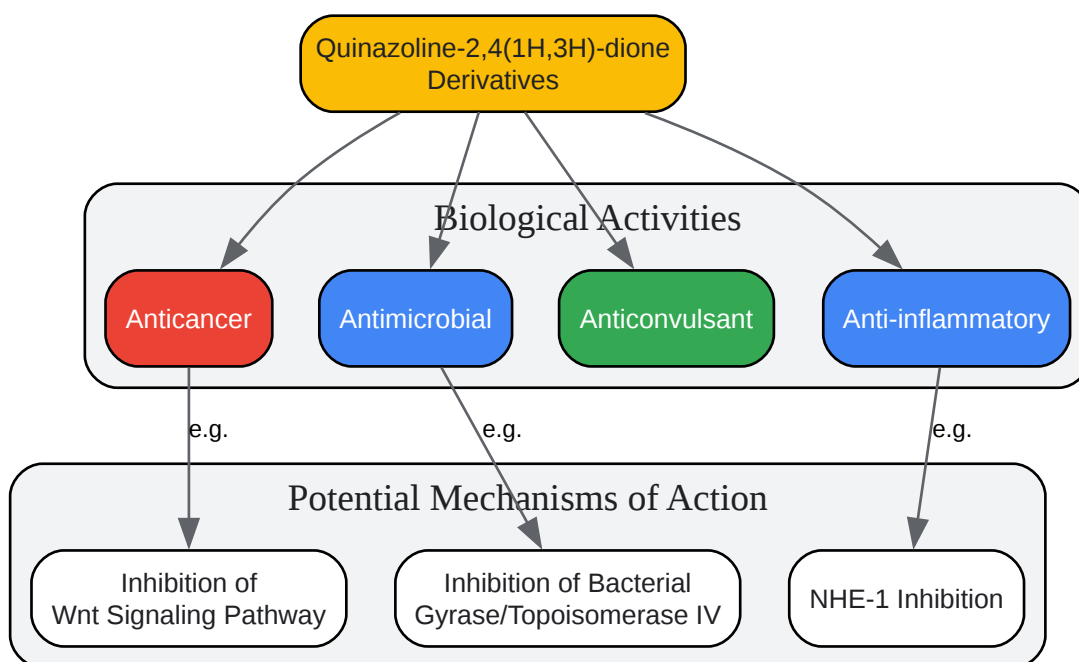 Quinazoline-2,4(1H,3H)-dione
Derivatives
Biological Activities
Anticancer
Antimicrobial
Anticonvulsant
Anti-inflammatory
e.g.
e.g.
e.g.
Potential Mechanisms of Action
Inhibition of
Wnt Signaling Pathway
Inhibition of Bacterial
Gyrase/Topoisomerase IV
NHE-1 Inhibition